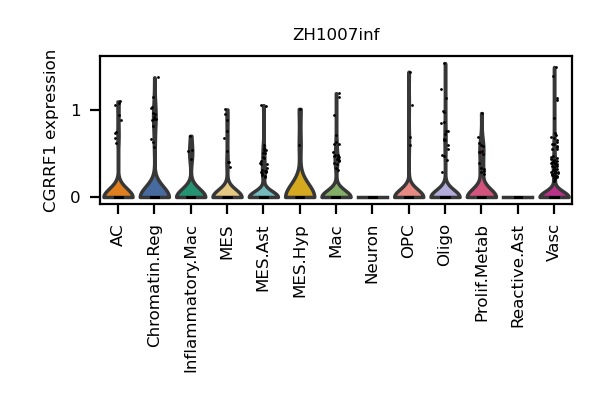 ZH1007inf
CGRRF1 expression
1
0
AC
Chromatin.Reg
Inflammatory.Mac
MES
MES.Ast
MES.Hyp
Mac
Neuron
OPC
Oligo
Prolif.Metab
Reactive.Ast
Vasc